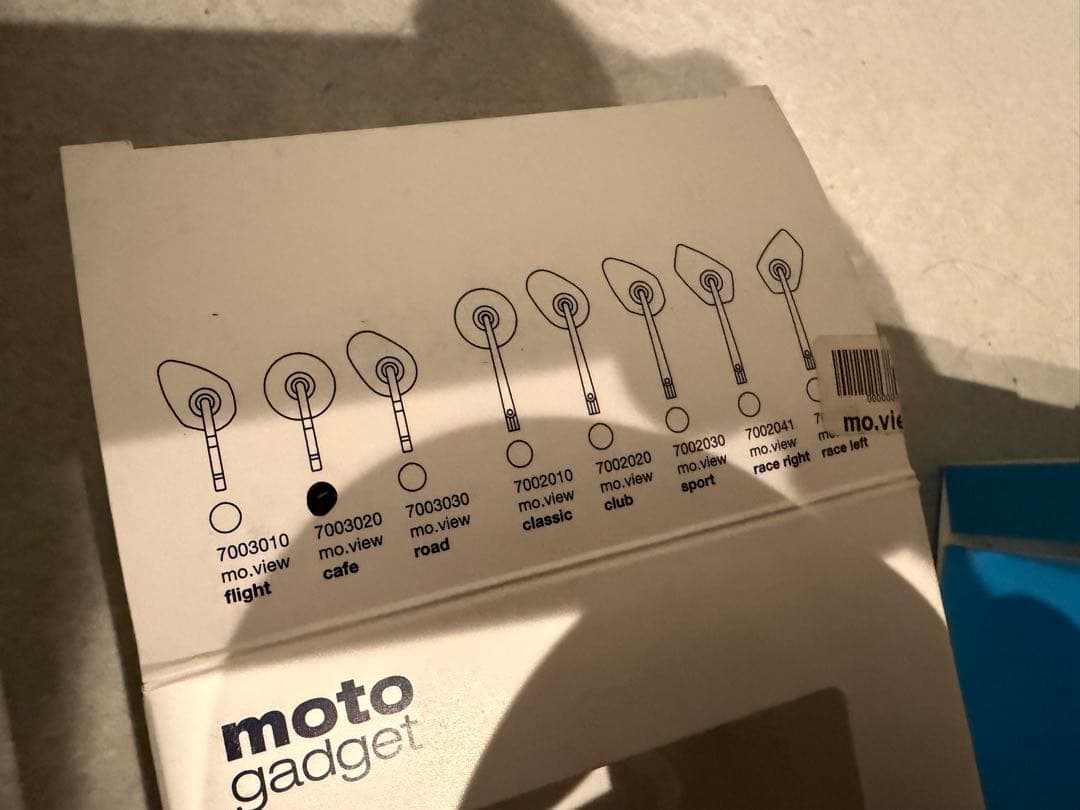 7003010
mo.view
flight
7003020
mo.view
cafe
7003030
mo.view
road
7002010
mo.view
classic
7002020
mo.view
club
7002030
mo.view
sport
7002041
mo.view
race right
race left
mo.vie
moto
gadget